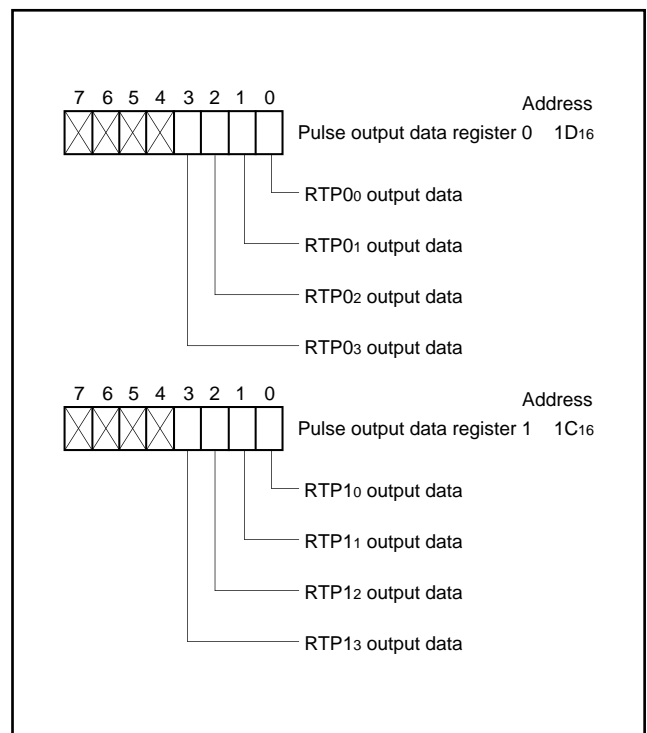 7 6 5 4 3 2 1 0
Address
Pulse output data register 0 1D16
RTP00 output data
RTP01 output data
RTP02 output data
RTP03 output data
7 6 5 4 3 2 1 0
Address
Pulse output data register 1 1C16
RTP10 output data
RTP11 output data
RTP12 output data
RTP13 output data